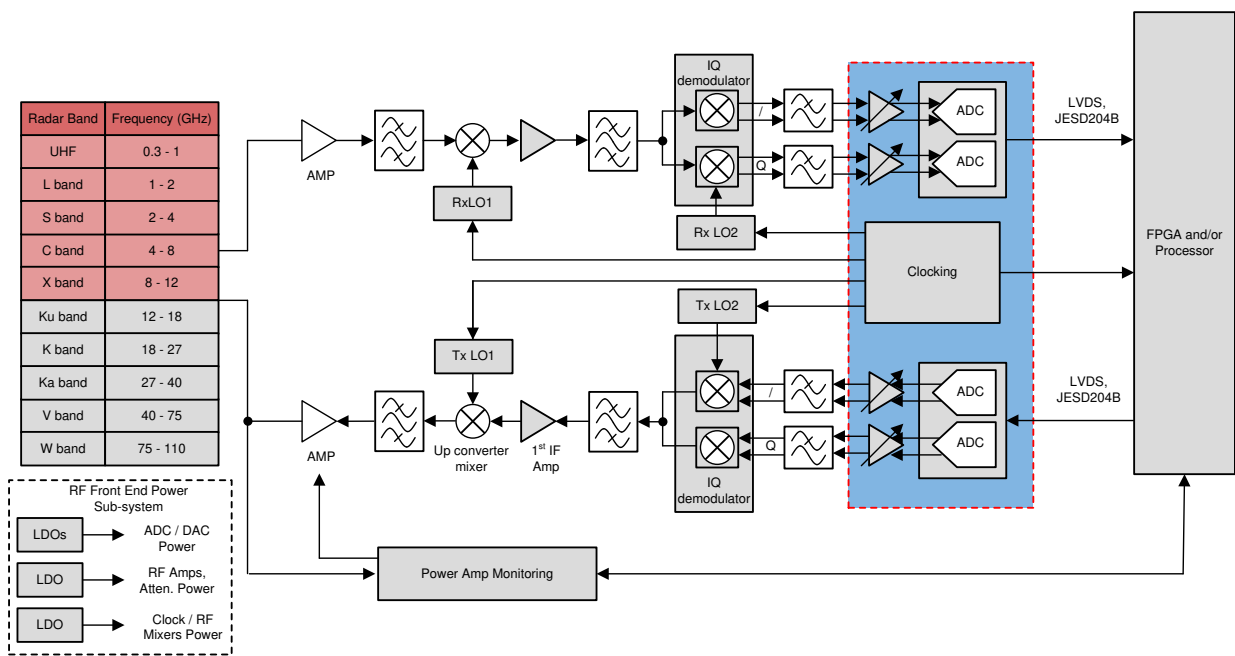 Radar Band Frequency (GHz)
UHF 0.3 - 1
L band 1 - 2
S band 2 - 4
C band 4 - 8
X band 8 - 12
Ku band 12 - 18
K band 18 - 27
Ka band 27 - 40
V band 40 - 75
W band 75 - 110
RF Front End Power
Sub-system
LDOs
ADC / DAC
Power
LDO
RF Amps,
Atten. Power
LDO
Clock / RF
Mixers Power
AMP
RxLO1
IQ
demodulator
/
Q
Rx LO2
ADC
ADC
LVDS,
JESD204B
Clocking
FPGA and/or
Processor
Tx LO2
Tx LO1
AMP
Up converter
mixer
1st IF
Amp
/
Q
IQ
demodulator
ADC
ADC
LVDS,
JESD204B
Power Amp Monitoring